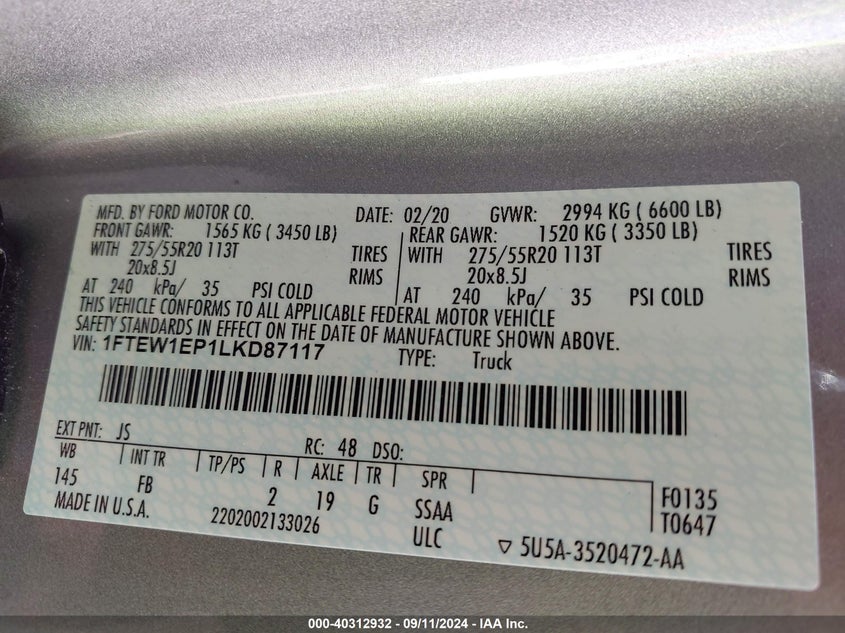 MFD. BY FORD MOTOR CO. DATE: 02/20 GVWR: 2994 KG ( 6600 LB)
FRONT GAWR: 1565 KG ( 3450 LB) REAR GAWR: 1520 KG ( 3350 LB)
WITH 275/55R20 113T TIRES WITH 275/55R20 113T TIRES
20x8.5J RIMS 20x8.5J RIMS
AT 240 kPa/ 35 PSI COLD AT 240 kPa/ 35 PSI COLD
THIS VEHICLE CONFORMS TO ALL APPLICABLE FEDERAL MOTOR VEHICLE
SAFETY STANDARDS IN EFFECT ON THE DATE OF MANUFACTURE SHOWN ABOVE.
VIN: 1FTEW1EP1LKD87117 TYPE: Truck
EXT PNT: JS RC: 48 DSO:
WB INT TR TP/PS R AXLE TR SPR
145 FB 2 19 G SSAA F0135
MADE IN U.S.A. 2202002133026 ULC T0647
5U5A-3520472-AA
000-40312932 - 09/11/2024 - IAA Inc.